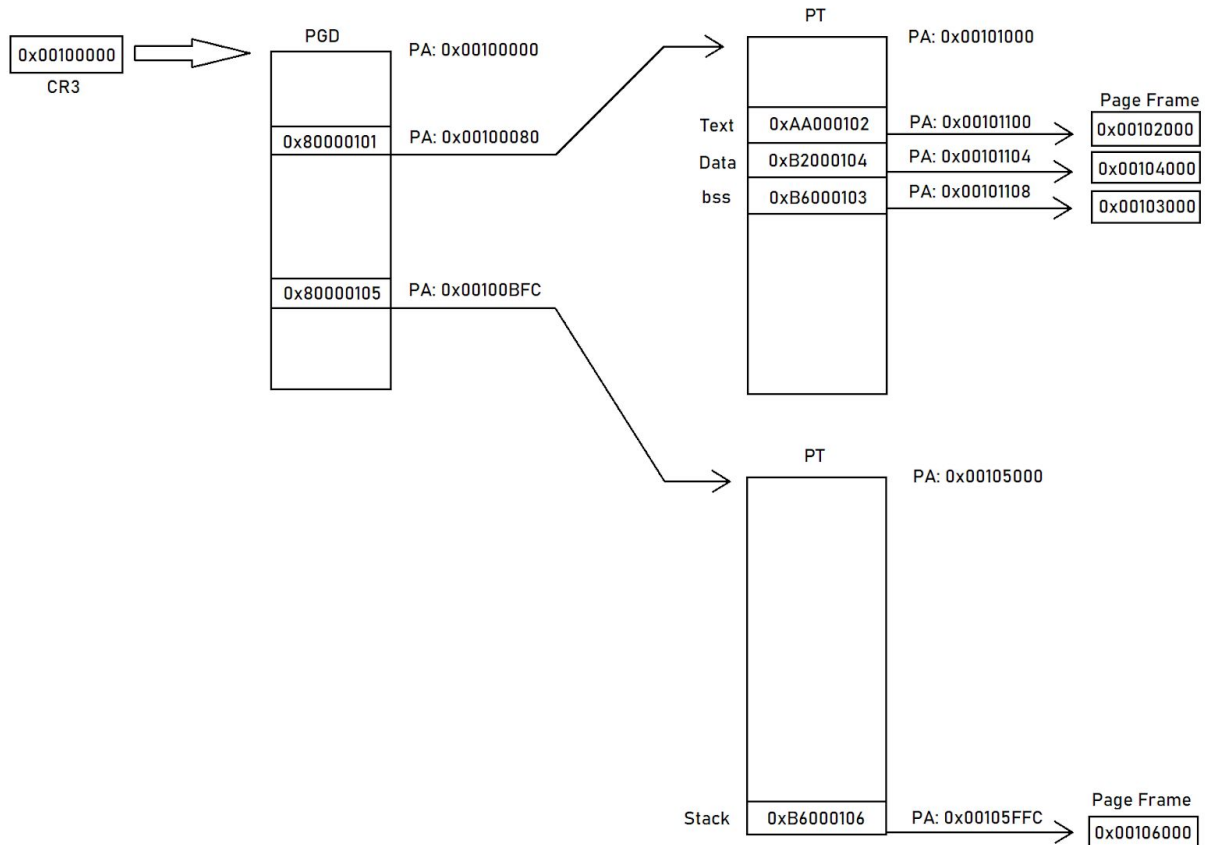 PGD
PA: 0x00100000
0x00100000
CR3
0x80000101
PA: 0x00100080
0x80000105
PA: 0x00100BFC
PT
PA: 0x00101000
Page Frame
Text
0xAA000102
PA: 0x00101100
0x00102000
Data
0xB2000104
PA: 0x00101104
0x00104000
bss
0xB6000103
PA: 0x00101108
0x00103000
PT
PA: 0x00105000
Page Frame
Stack
0xB6000106
PA: 0x00105FFC
0x00106000